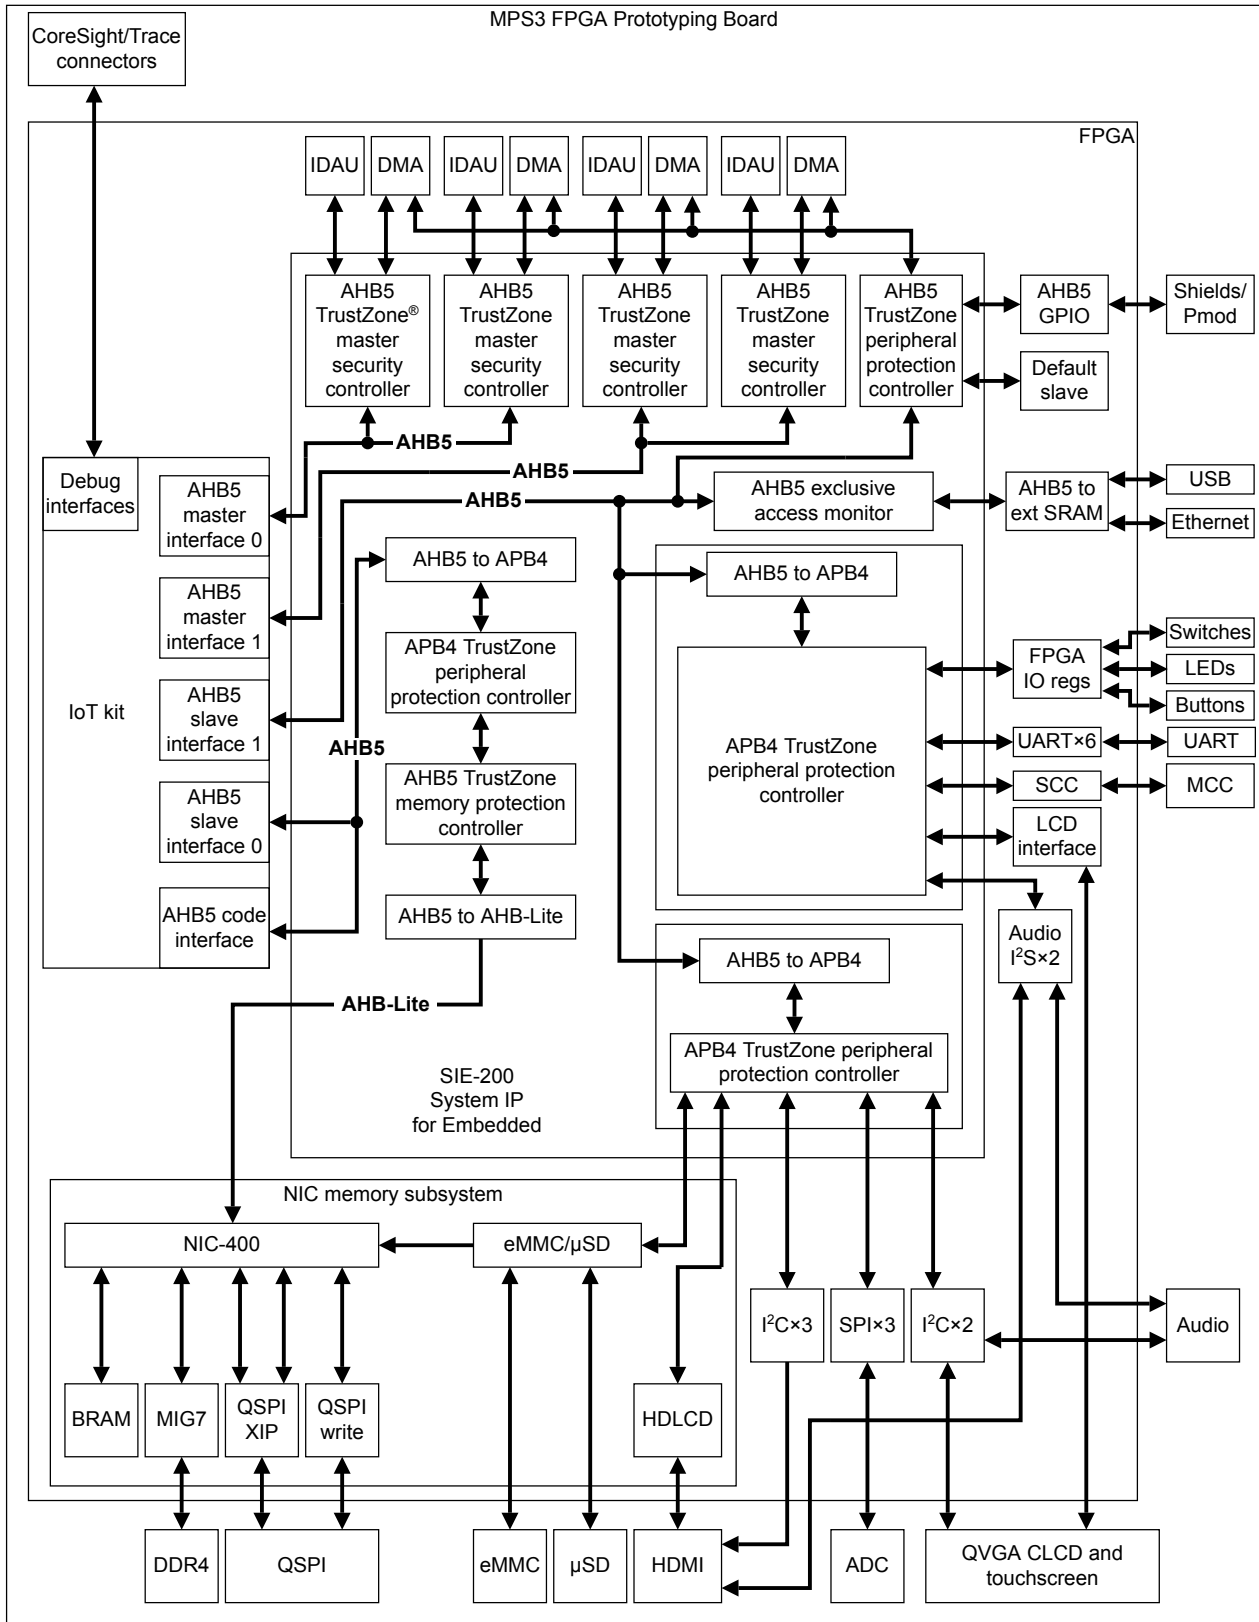 MPS3 FPGA Prototyping Board
CoreSight/Trace
connectors
FPGA
IDAU
DMA
IDAU
DMA
IDAU
DMA
IDAU
DMA
AHB5
TrustZone®
master
security
controller
AHB5
TrustZone
master
security
controller
AHB5
TrustZone
master
security
controller
AHB5
TrustZone
master
security
controller
AHB5
TrustZone
peripheral
protection
controller
AHB5
GPIO
Shields/
Pmod
Default
slave
AHB5
AHB5
AHB5
Debug
interfaces
AHB5
master
interface 0
AHB5 exclusive
access monitor
AHB5 to
ext SRAM
USB
Ethernet
AHB5 to APB4
AHB5 to APB4
AHB5
master
interface 1
APB4 TrustZone
peripheral
protection controller
FPGA
IO regs
Switches
LEDs
Buttons
IoT kit
AHB5
slave
interface 1
AHB5
APB4 TrustZone
peripheral protection
controller
UART×6
UART
SCC
MCC
AHB5 TrustZone
memory protection
controller
AHB5
slave
interface 0
LCD
interface
AHB5 code
interface
AHB5 to AHB-Lite
Audio
I²S×2
AHB5 to APB4
AHB-Lite
APB4 TrustZone peripheral
protection controller
SIE-200
System IP
for Embedded
NIC memory subsystem
NIC-400
eMMC/µSD
I²C×3
SPI×3
I²C×2
Audio
BRAM
MIG7
QSPI
XIP
QSPI
write
HDLCD
DDR4
QSPI
eMMC
µSD
HDMI
ADC
QVGA CLCD and
touchscreen